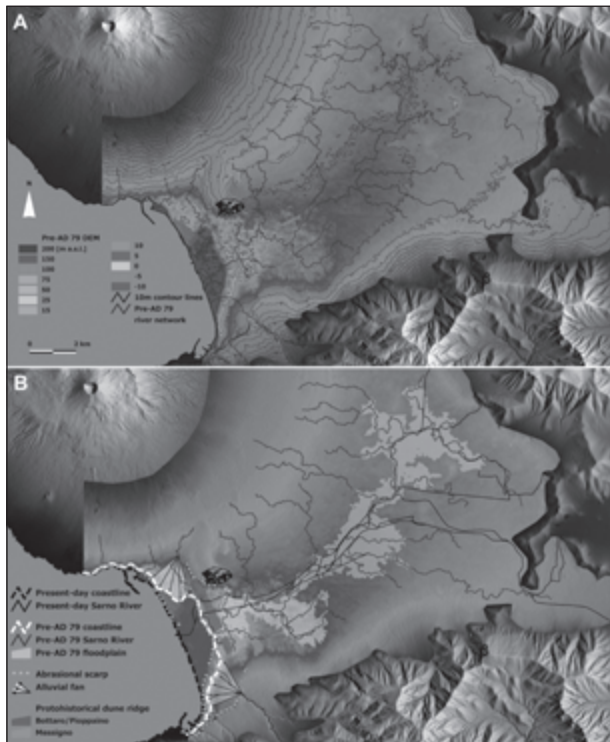 A
N
Pre-AD 79 DEM
200 (m a.s.l.)
150
100
75
50
35
15
10
5
0
-5
-10
10m contour lines
Pre-AD 79
river network
0 2 km
B
Present-day coastline
Present-day Sarno River
Pre-AD 79 coastline
Pre-AD 79 Sarno River
Pre-AD 79 floodplain
Abrasional scarp
Alluvial fan
Protohistorical dune ridge
Bottaro/Pioppaino
Messigno